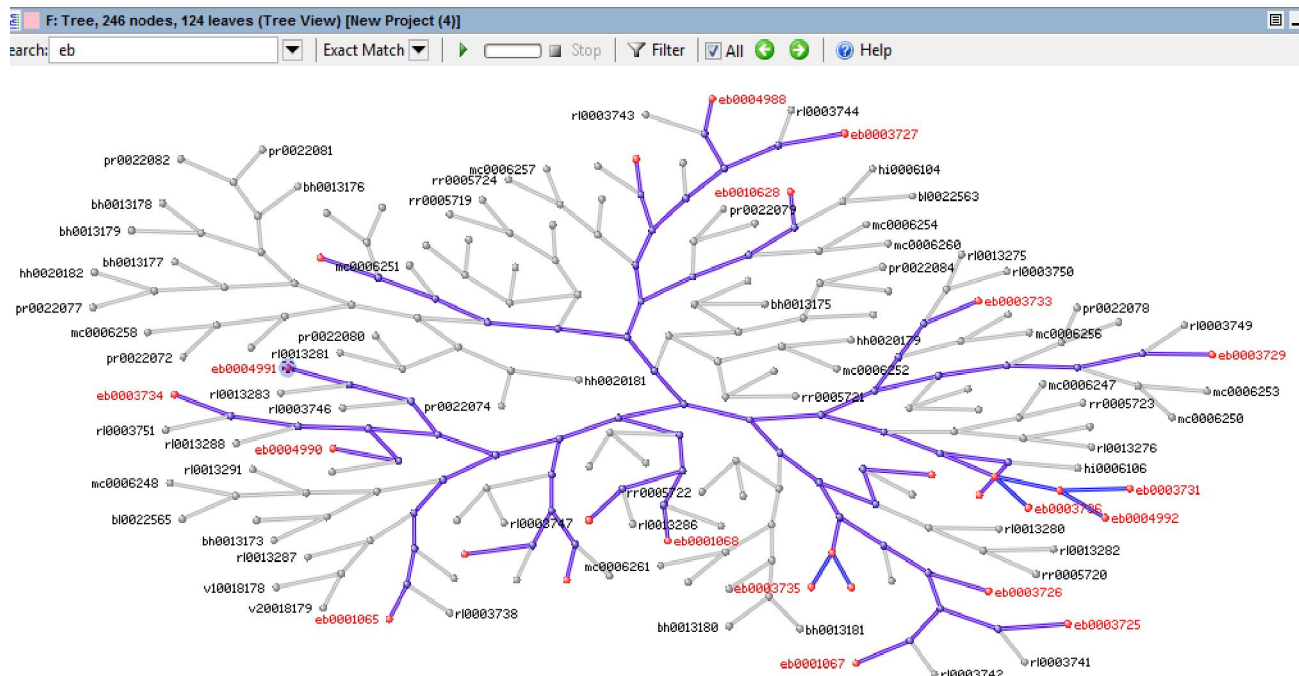 F: Tree, 246 nodes, 124 leaves (Tree View) [New Project (4)]
earch: eb Exact Match Stop Filter All Help
eb0004988
rl0003743
rl0003744
eb0003727
pr0022081
pr0022082
mc0006257
hi0006104
rr0005724
bh0013176
eb0010628
bl0022563
bh0013178
rr0005719
pr0022079
mc0006254
bh0013179
mc0006260
rl0013275
bh0013177
mc0006251
pr0022084
hh0020182
rl0003750
eb0003733
bh0013175
pr0022077
pr0022078
mc0006258
rl0003749
pr0022080
mc0006256
hh0020179
pr0022072
rl0013281
eb0003729
eb0004991
mc0006252
hh0020181
mc0006247
rl0013283
mc0006253
eb0003734
rr0005721
rr0005723
rl0003746
pr0022074
mc0006250
rl0003751
rl0013288
rl0013276
eb0004990
hi0006106
rl0013291
mc0006248
rr0005722
eb0003731
eb0003736
eb0004992
bl0022565
rl0003747
rl0013286
rl0013280
bh0013173
eb0001068
rl0013282
rl0013287
mc0006261
rr0005720
v10018178
eb0003735
eb0003726
v20018179
rl0003738
eb0001065
eb0003725
bh0013180
bh0013181
eb0001067
rl0003741
rl0003742